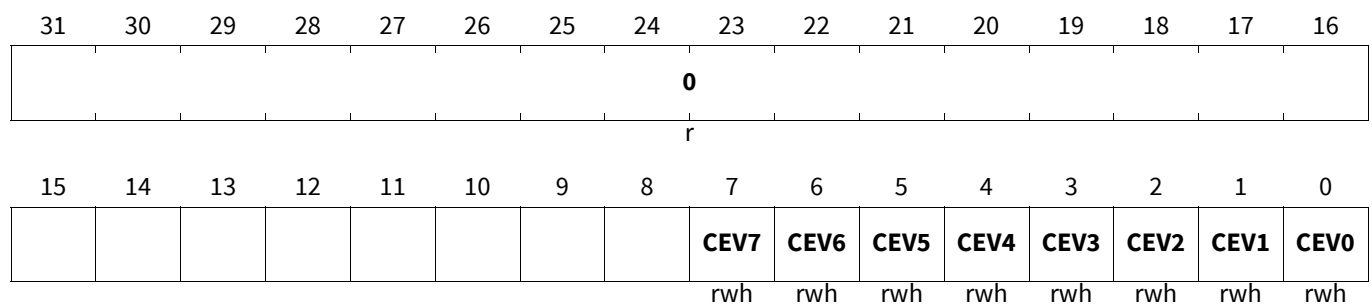 31 30 29 28 27 26 25 24 23 22 21 20 19 18 17 16
0
r
15 14 13 12 11 10 9 8 7 6 5 4 3 2 1 0
CEV7 CEV6 CEV5 CEV4 CEV3 CEV2 CEV1 CEV0
rwh rwh rwh rwh rwh rwh rwh rwh